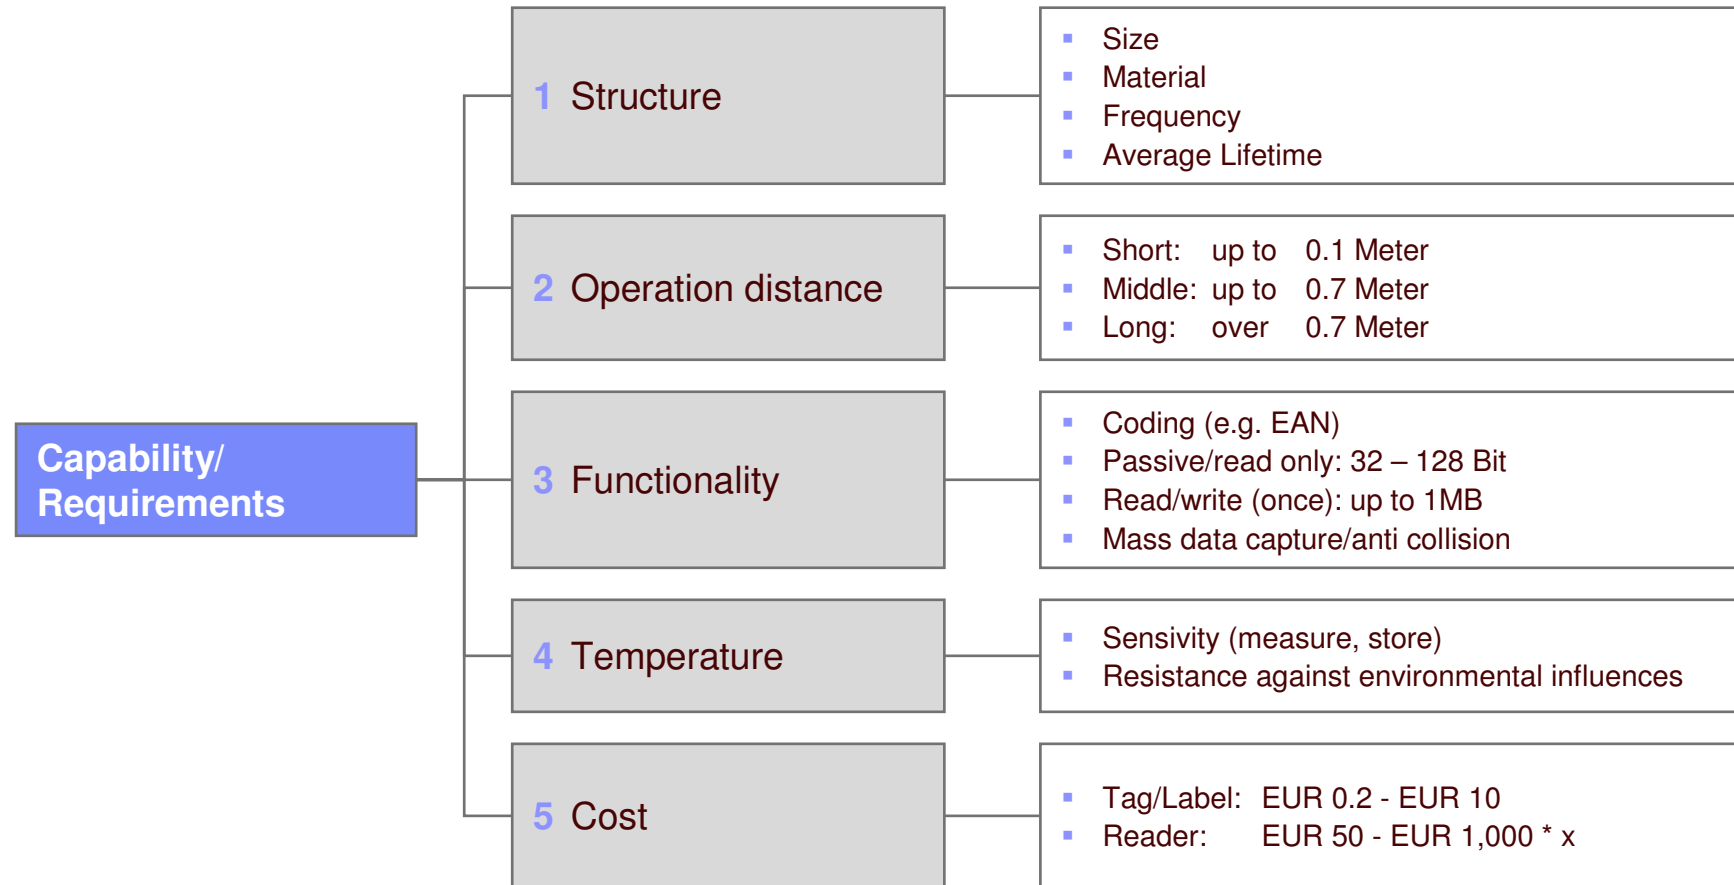 Capability/
Requirements
1 Structure
Size
Material
Frequency
Average Lifetime
2 Operation distance
Short: up to 0.1 Meter
Middle: up to 0.7 Meter
Long: over 0.7 Meter
3 Functionality
Coding (e.g. EAN)
Passive/read only: 32 – 128 Bit
Read/write (once): up to 1MB
Mass data capture/anti collision
4 Temperature
Sensivity (measure, store)
Resistance against environmental influences
5 Cost
Tag/Label: EUR 0.2 - EUR 10
Reader: EUR 50 - EUR 1,000 * x